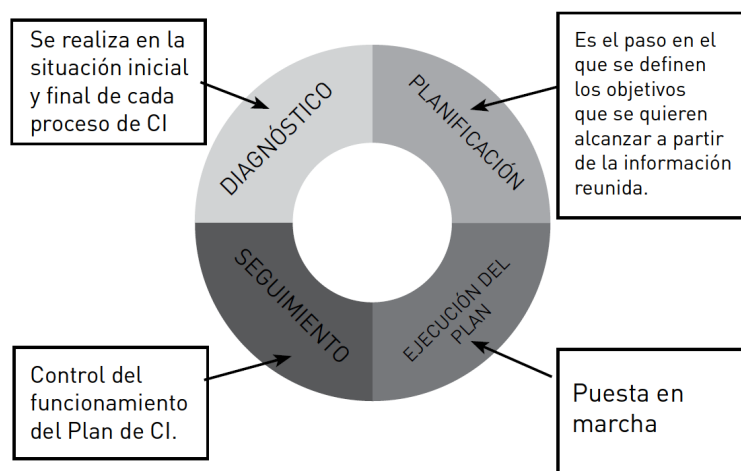 Se realiza en la
situación inicial
y final de cada
proceso de CI
DIAGNÓSTICO
PLANIFICACIÓN
Es el paso en el
que se definen
los objetivos
que se quieren
alcanzar a partir
de la información
reunida.
SEGUIMIENTO
EJECUCIÓN DEL
PLAN
Control del
funcionamiento
del Plan de CI.
Puesta en
marcha